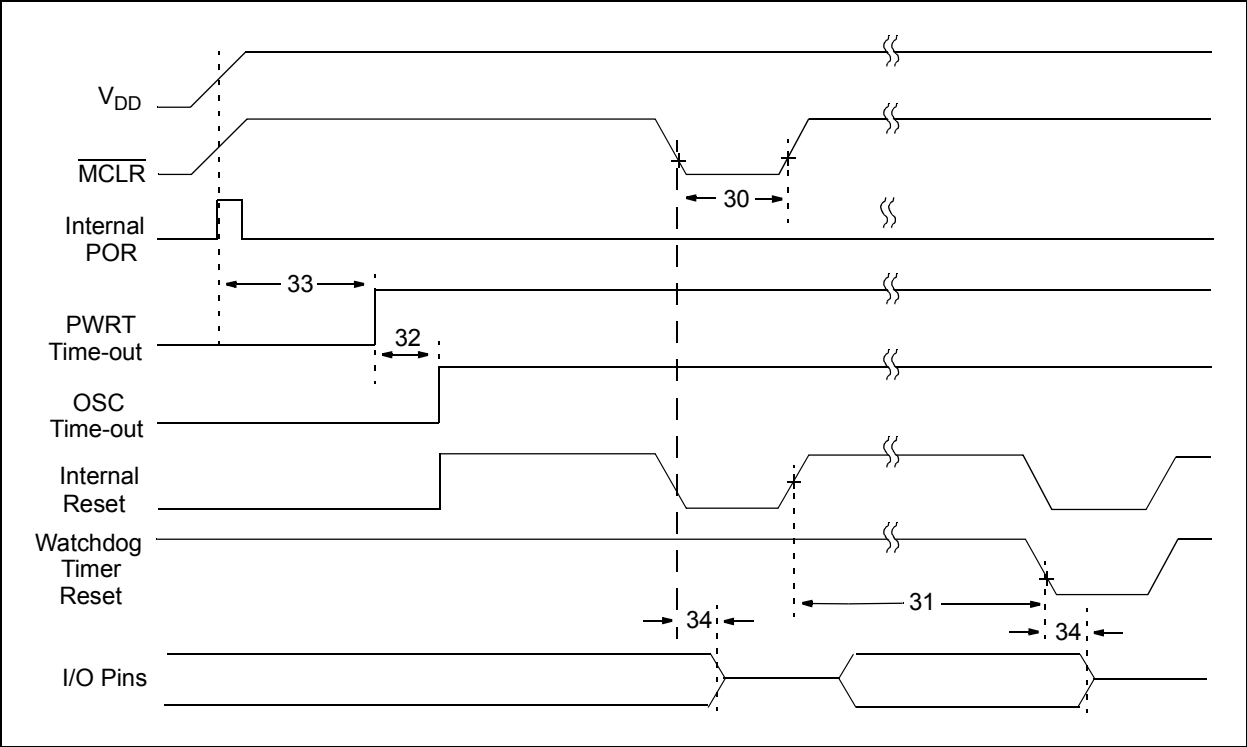 VDD
MCLR
30
Internal
POR
33
PWRT
Time-out
32
OSC
Time-out
Internal
Reset
Watchdog
Timer
Reset
31
34
34
I/O Pins